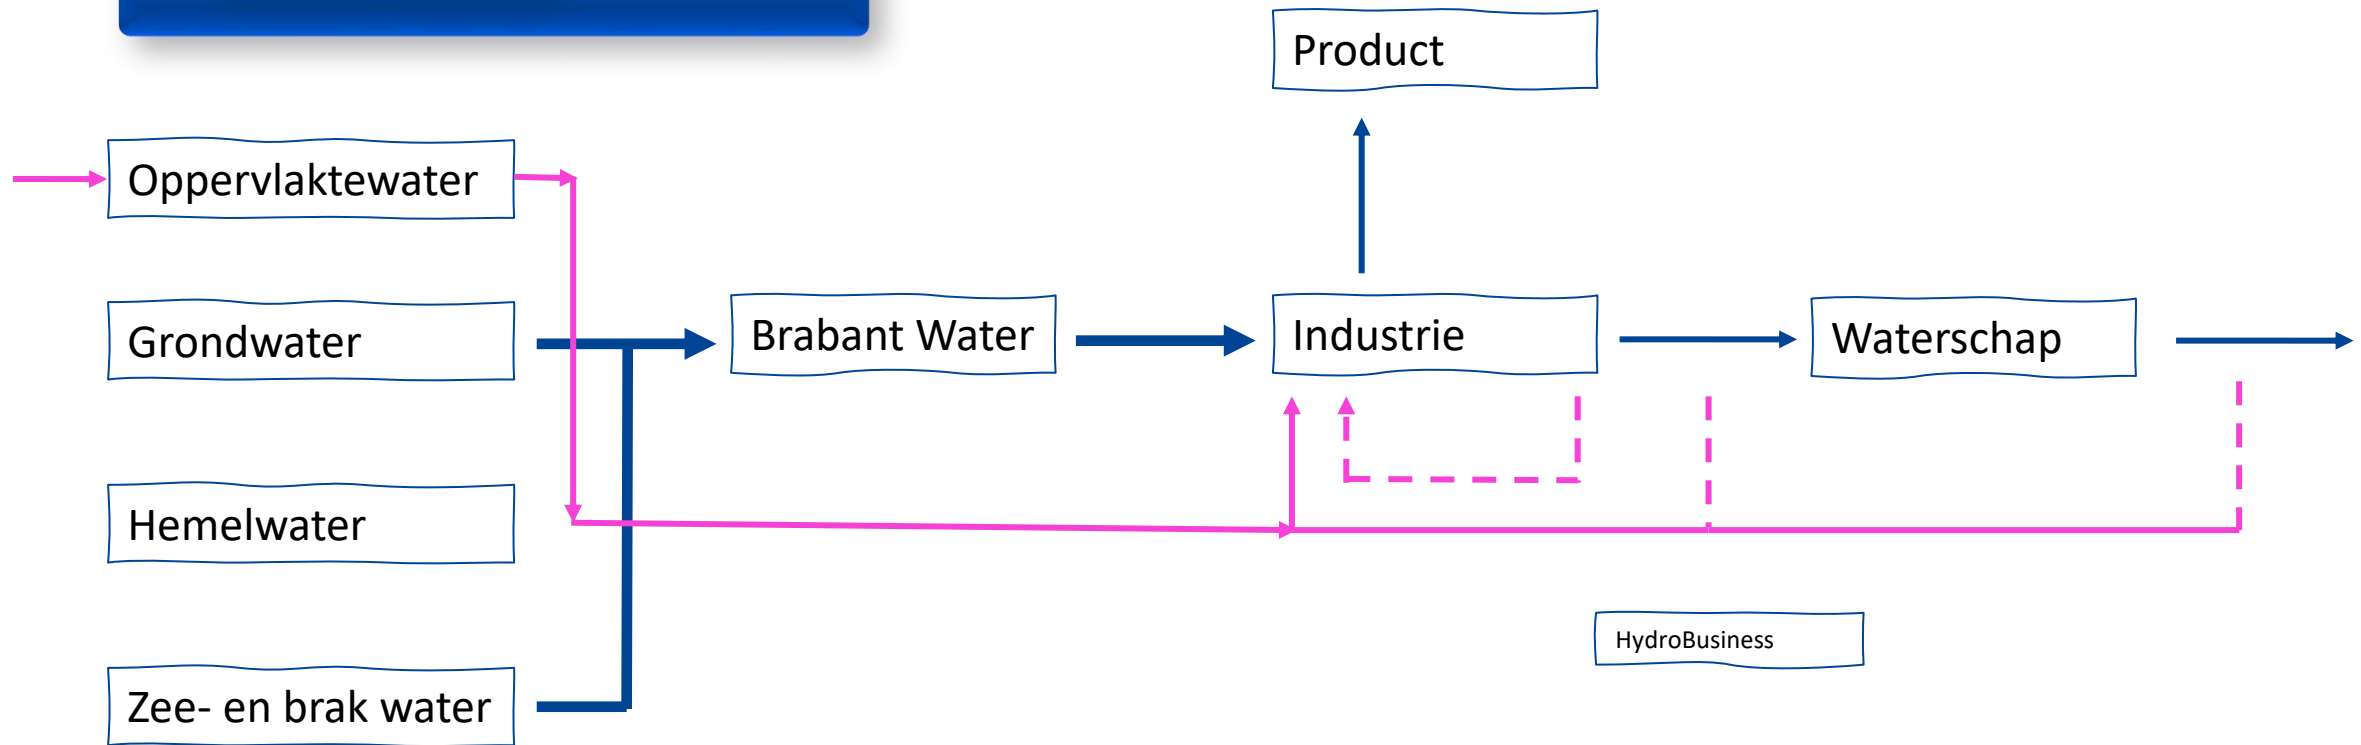 Product
Oppervlaktewater
Grondwater
Brabant Water
Industrie
Waterschap
Hemelwater
HydroBusiness
Zee- en brak water